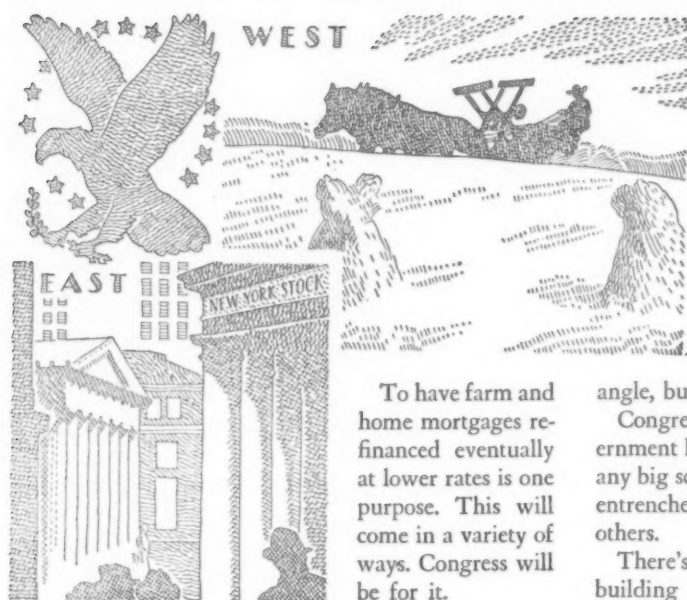 WEST
EAST
NEW YORK STOCK
To have farm and
home mortgages re-
financed eventually
at lower rates is one
purpose. This will
come in a variety of
ways. Congress will
be for it.
angle, bu
Congre
ernment
any big s
entrenche
others.
There's
building